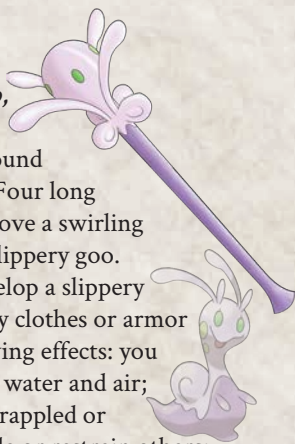 ound
Four long
ove a swirling
lippery goo.
elop a slippery
y clothes or armor
ving effects: you
water and air;
rappled or